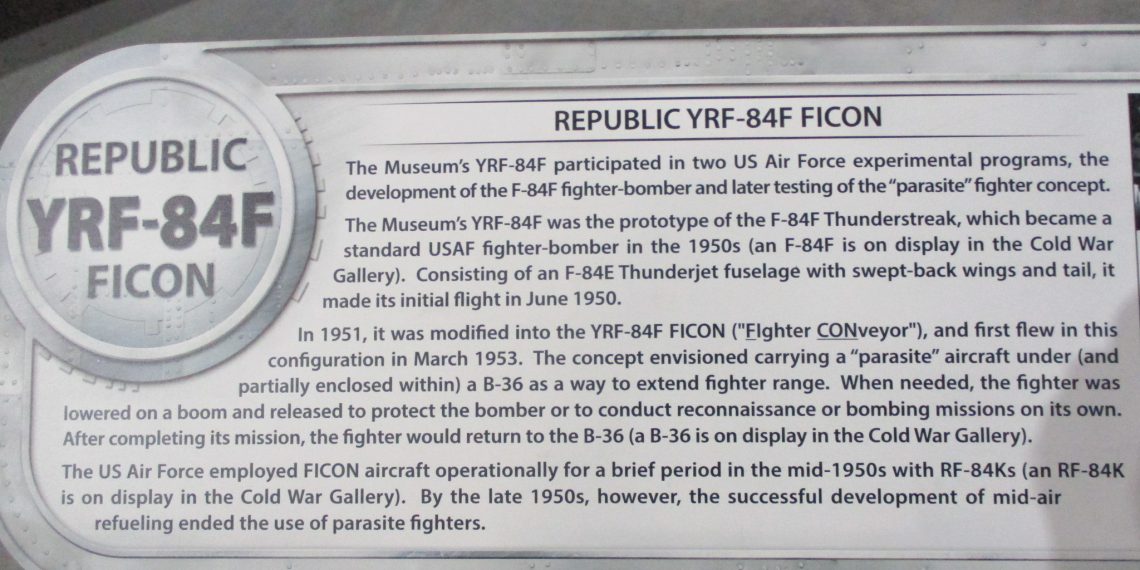 REPUBLIC
YRF-84F
FICON
REPUBLIC YRF-84F FICON
The Museum's YRF-84F participated in two US Air Force experimental programs, the
development of the F-84F fighter-bomber and later testing of the "parasite" fighter concept.
The Museum's YRF-84F was the prototype of the F-84F Thunderstreak, which became a
standard USAF fighter-bomber in the 1950s (an F-84F is on display in the Cold War
Gallery). Consisting of an F-84E Thunderjet fuselage with swept-back wings and tail, it
made its initial flight in June 1950.
In 1951, it was modified into the YRF-84F FICON ("FIghter CONveyor"), and first flew in this
configuration in March 1953. The concept envisioned carrying a "parasite" aircraft under (and
partially enclosed within) a B-36 as a way to extend fighter range. When needed, the fighter was
lowered on a boom and released to protect the bomber or to conduct reconnaissance or bombing missions on its own.
After completing its mission, the fighter would return to the B-36 (a B-36 is on display in the Cold War Gallery).
The US Air Force employed FICON aircraft operationally for a brief period in the mid-1950s with RF-84Ks (an RF-84K
is on display in the Cold War Gallery). By the late 1950s, however, the successful development of mid-air
refueling ended the use of parasite fighters.